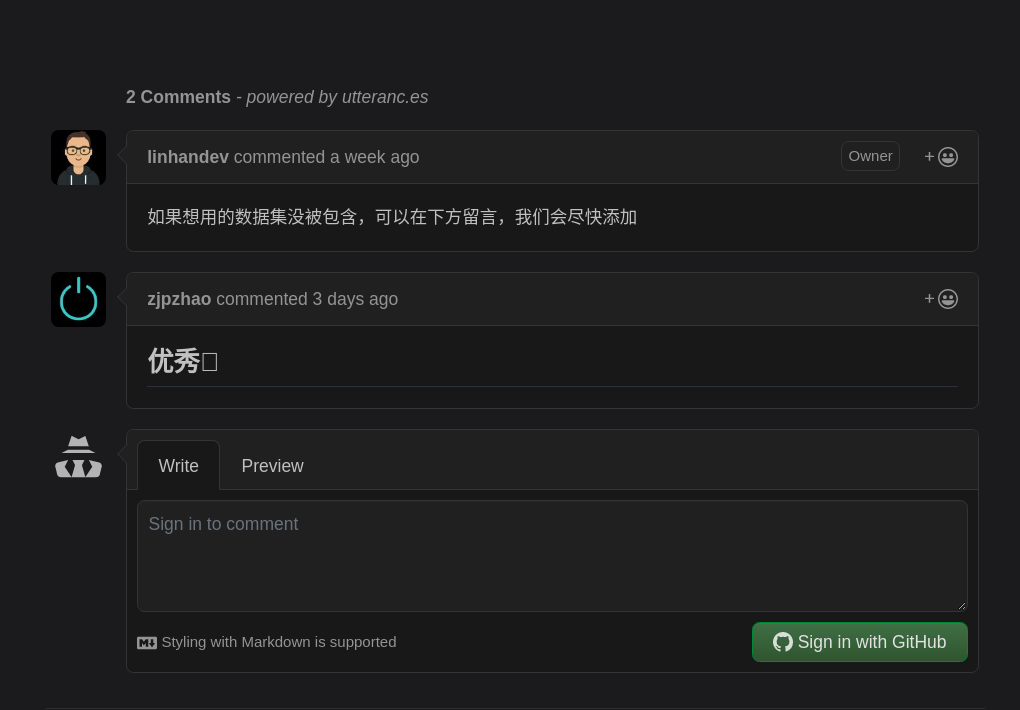 2 Comments - powered by utteranc.es
linhandev commented a week ago
Owner
+
如果想用的数据集没被包含，可以在下方留言，我们会尽快添加
zjpzhao commented 3 days ago
+
优秀
Write
Preview
Sign in to comment
Styling with Markdown is supported
Sign in with GitHub